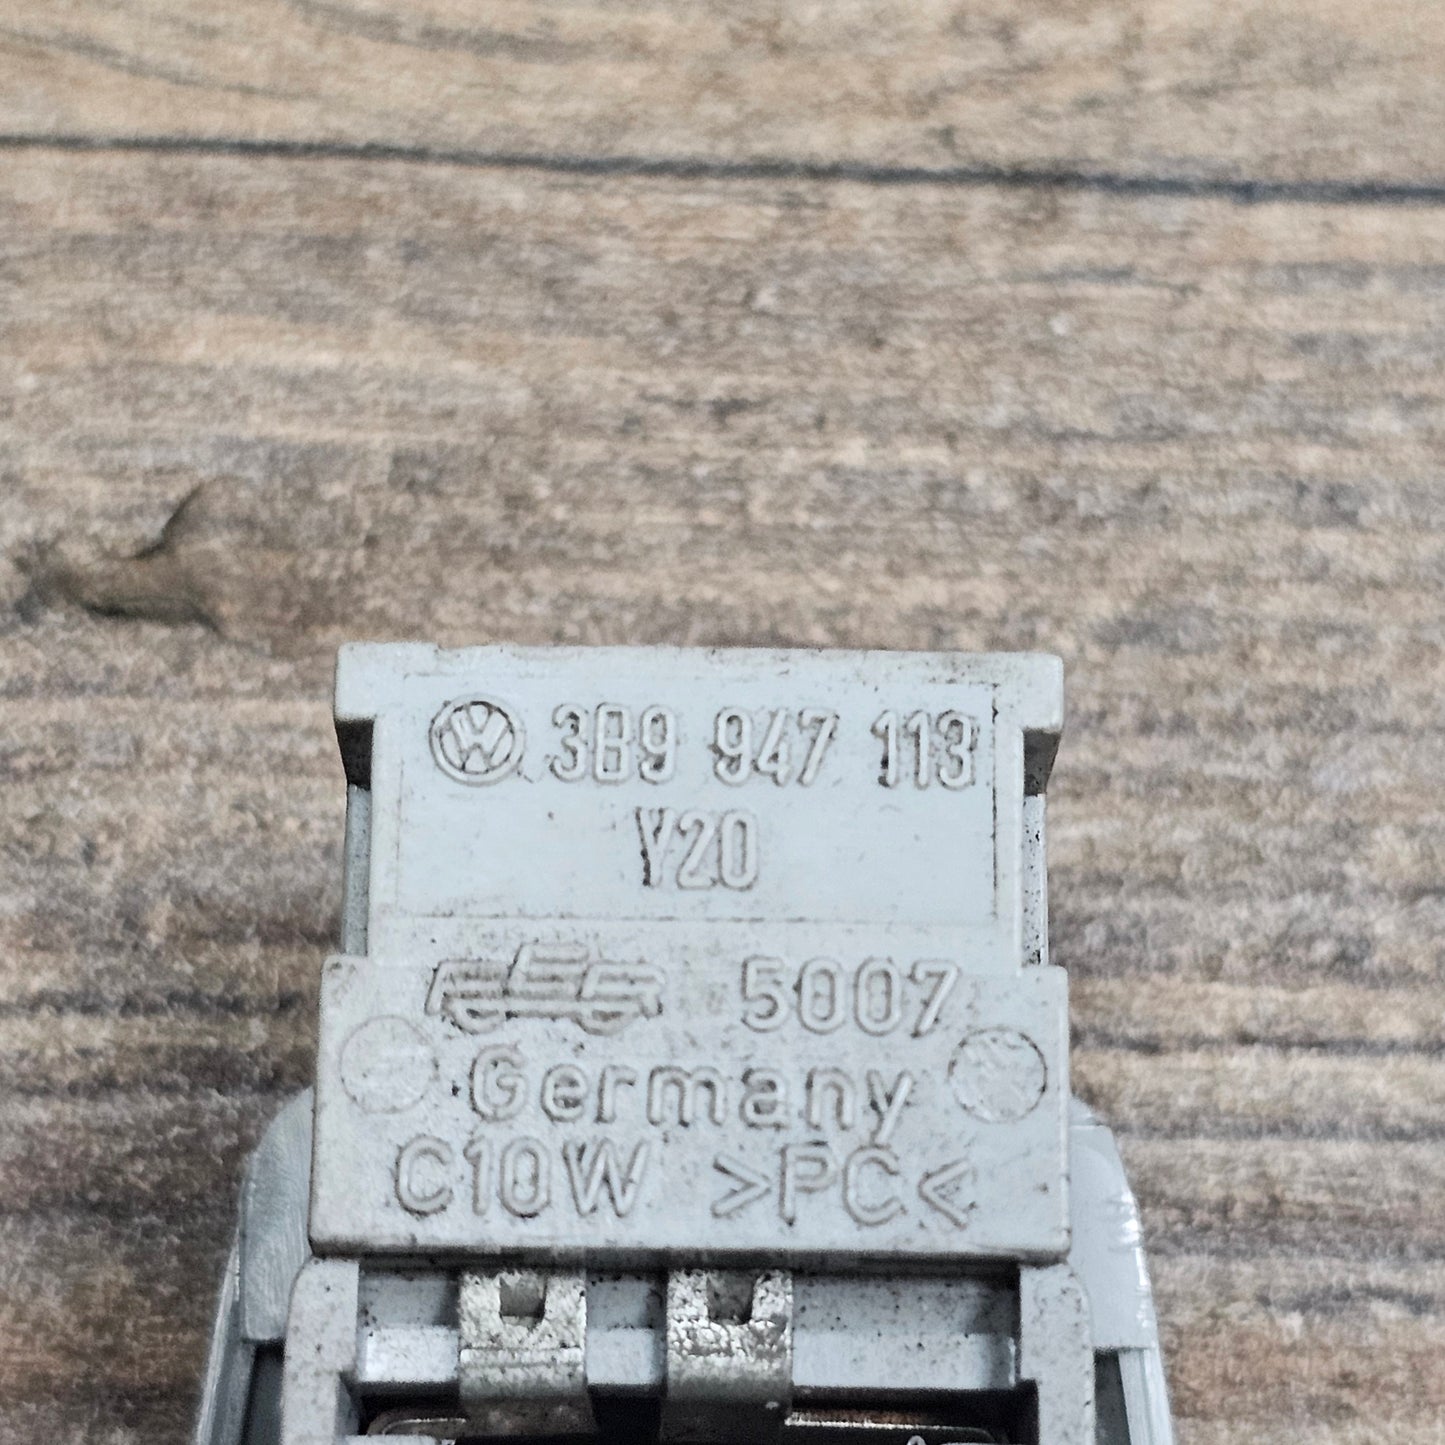 3B9 947 113
Y20
5007
Germany
C10W >PC<